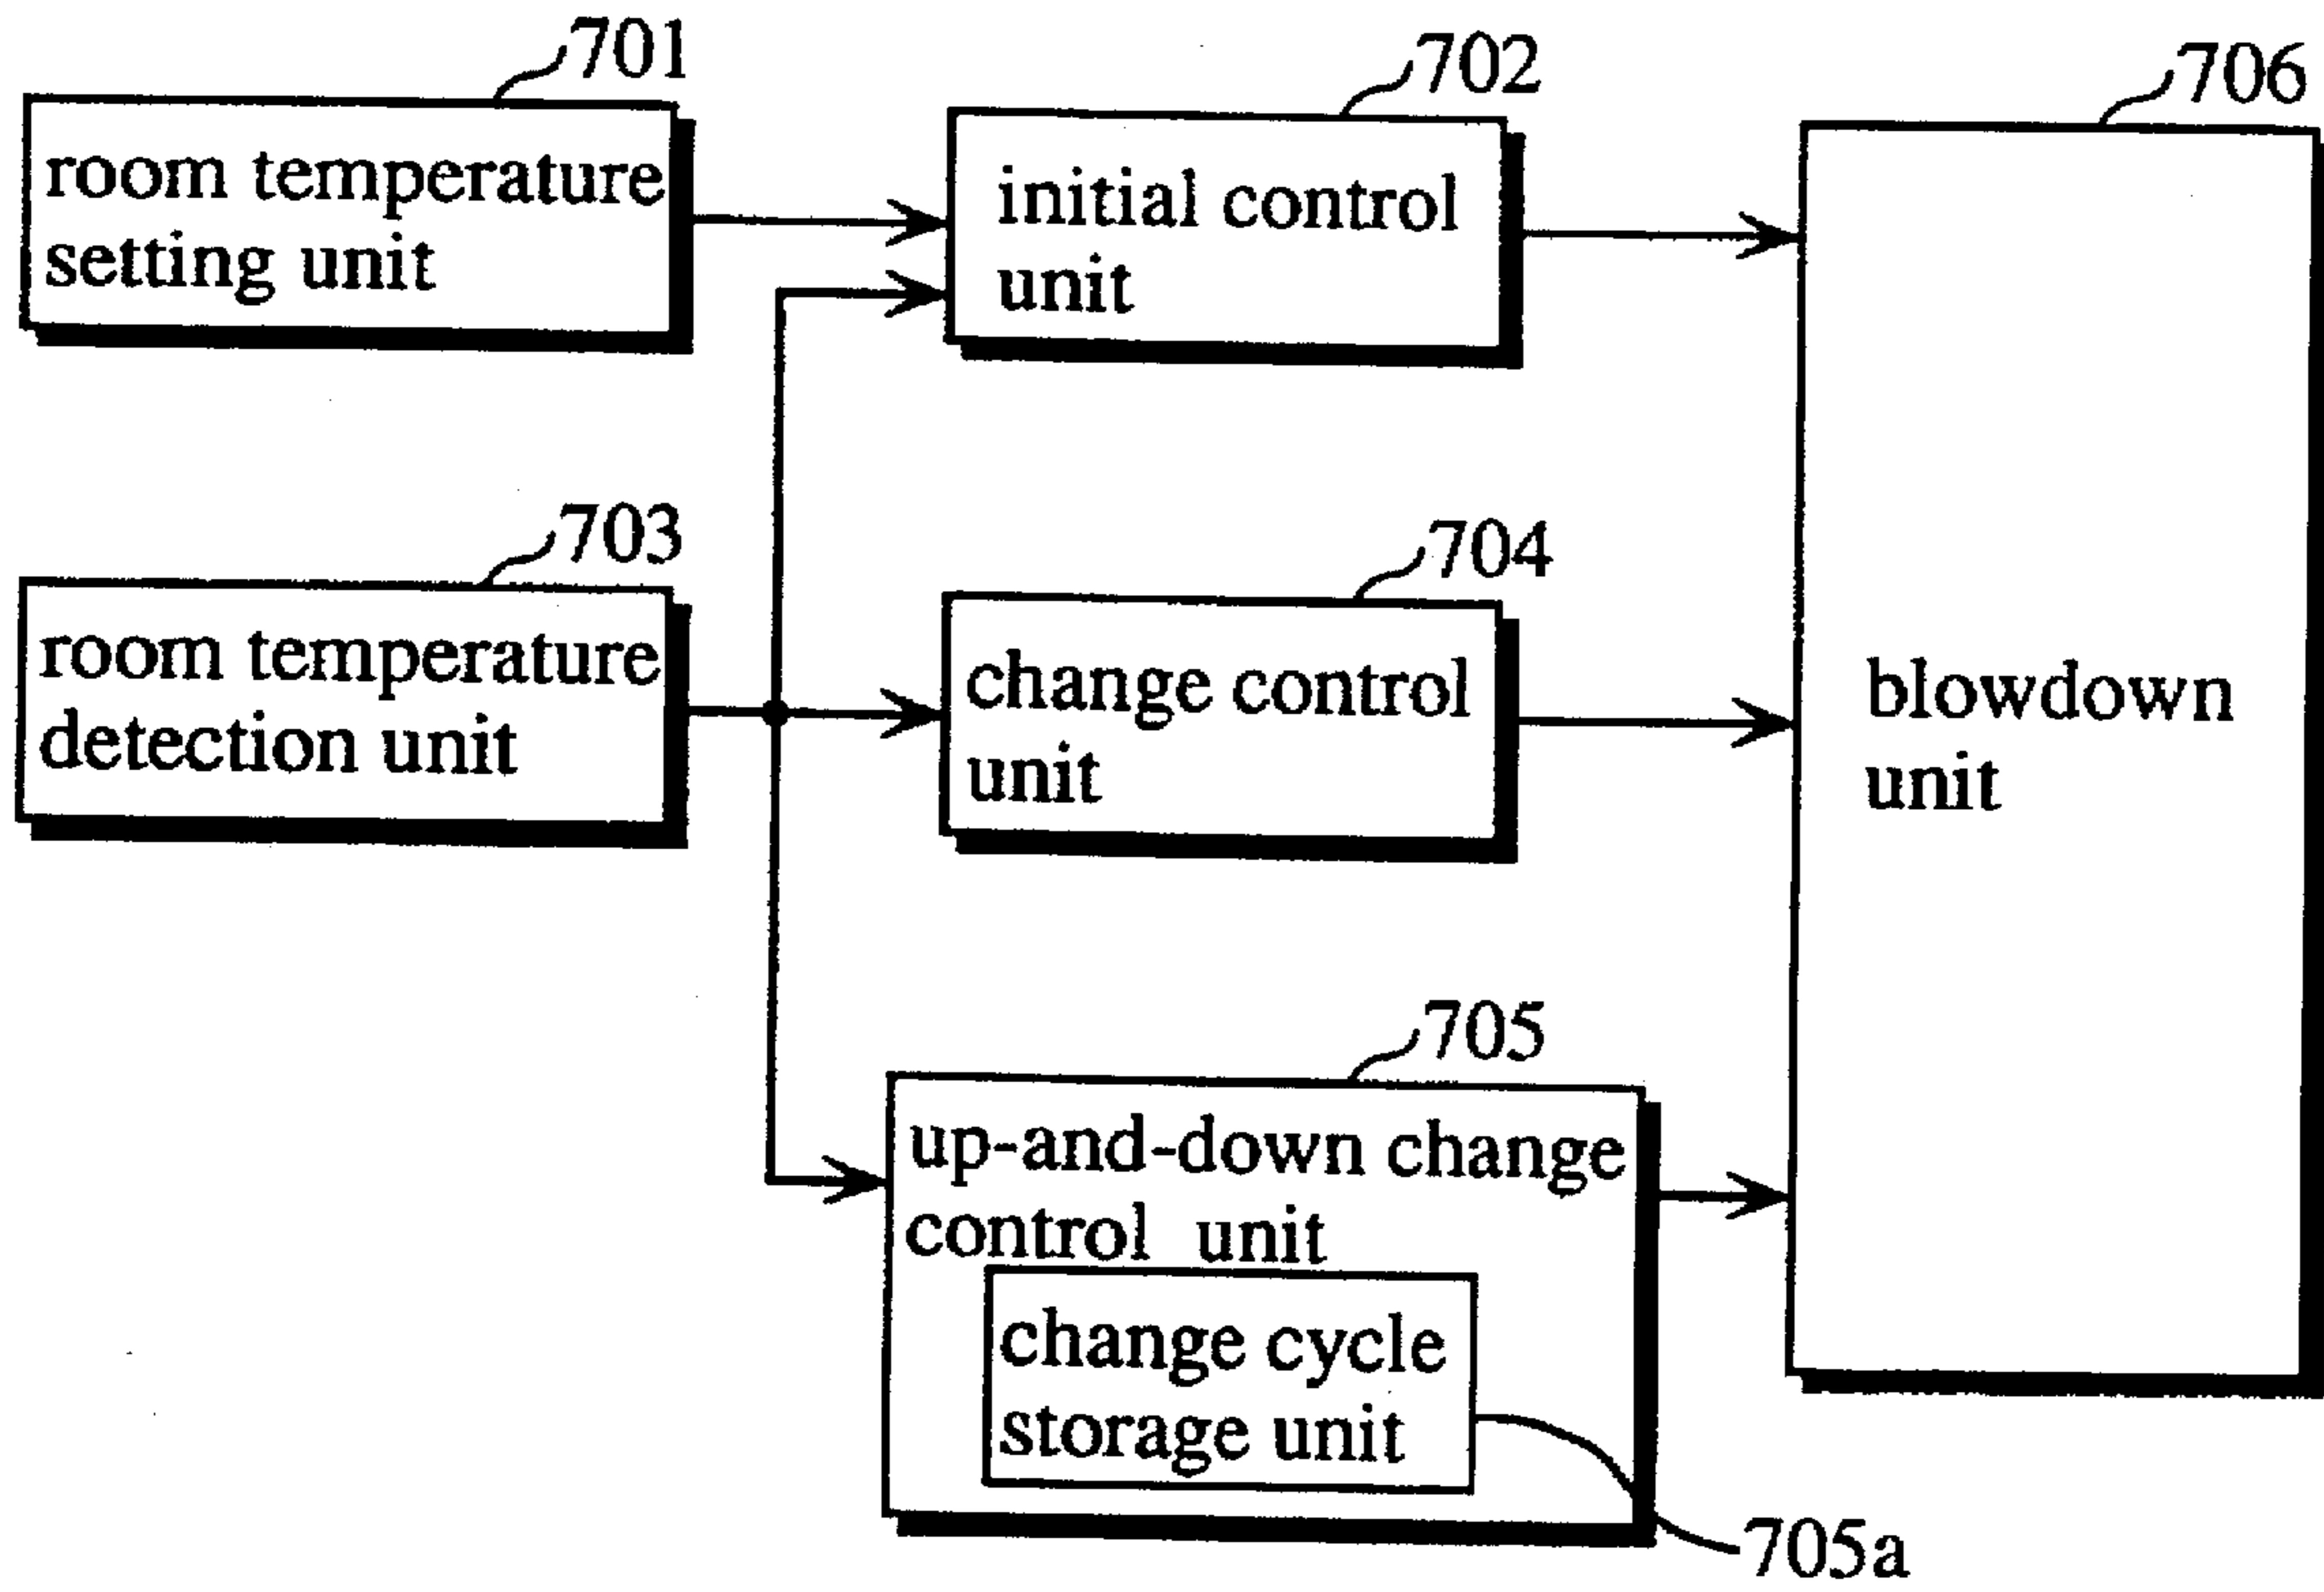 701
room temperature
setting unit
702
initial control
unit
706
blowdown
unit
703
room temperature
detection unit
704
change control
unit
705
up-and-down change
control unit
change cycle
storage unit
705a